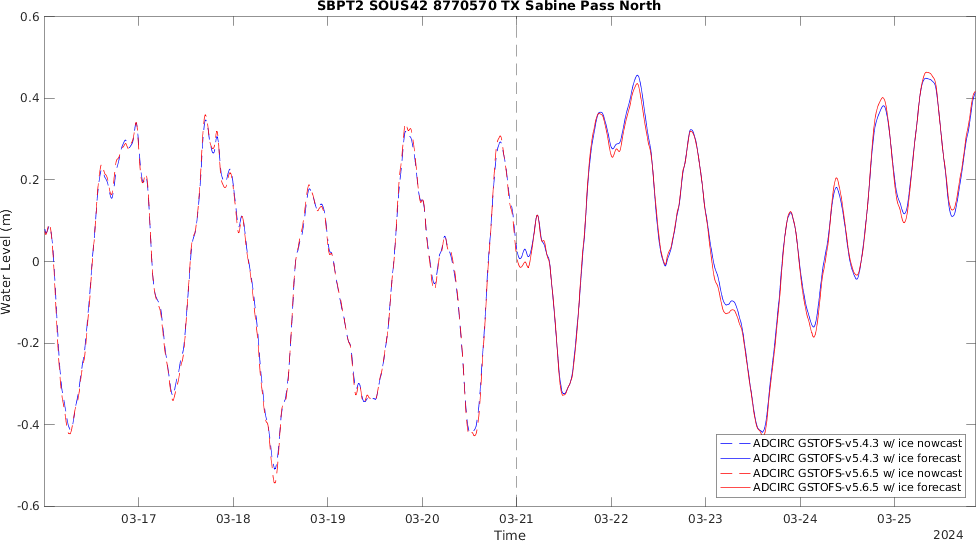 SBPT2 SOUS42 8770570 TX Sabine Pass North
0.6
0.4
0.2
0
-0.2
-0.4
-0.6
Water Level (m)
ADCIRC GSTOFS-v5.4.3 w/ ice nowcast
ADCIRC GSTOFS-v5.4.3 w/ ice forecast
ADCIRC GSTOFS-v5.6.5 w/ ice nowcast
ADCIRC GSTOFS-v5.6.5 w/ ice forecast
03-17 03-18 03-19 03-20 03-21 03-22 03-23 03-24 03-25
Time
2024